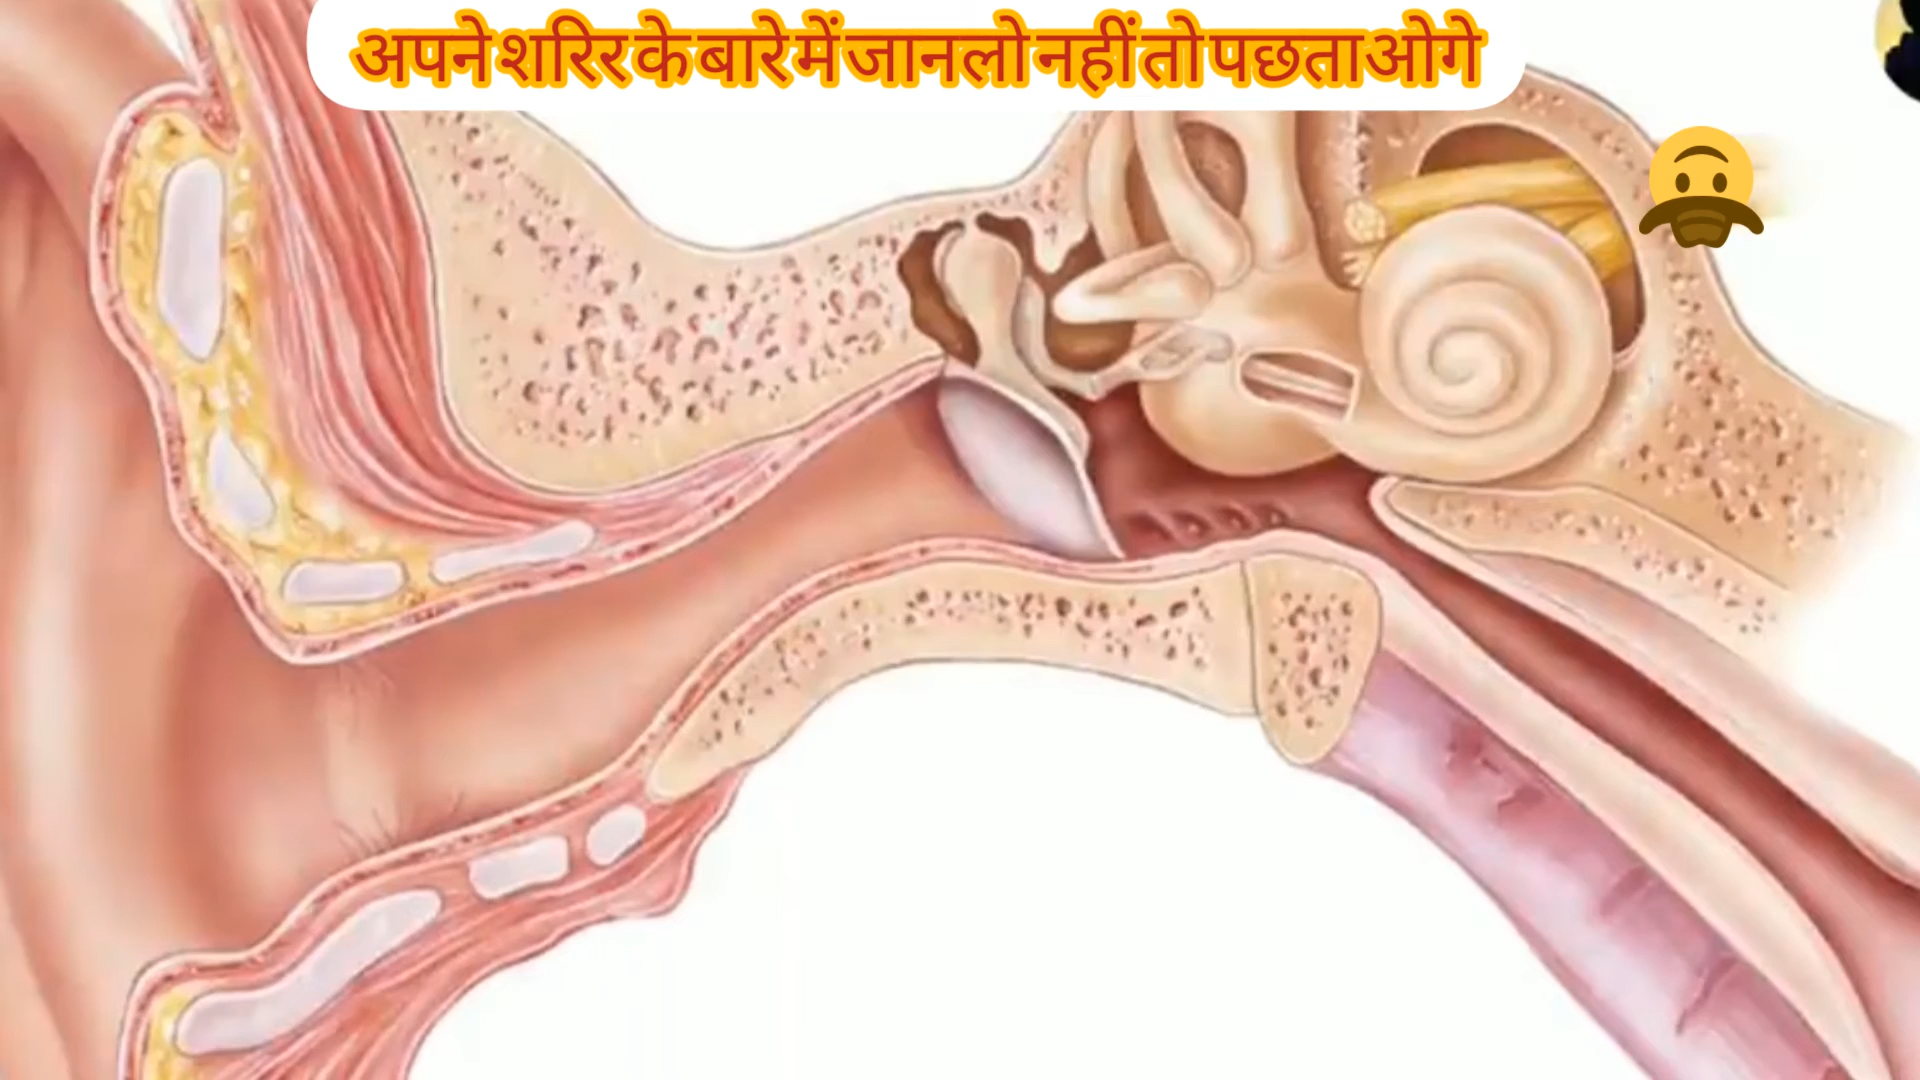 अपने शरिर के बारे में जानलो नहीं तो पछताओगे